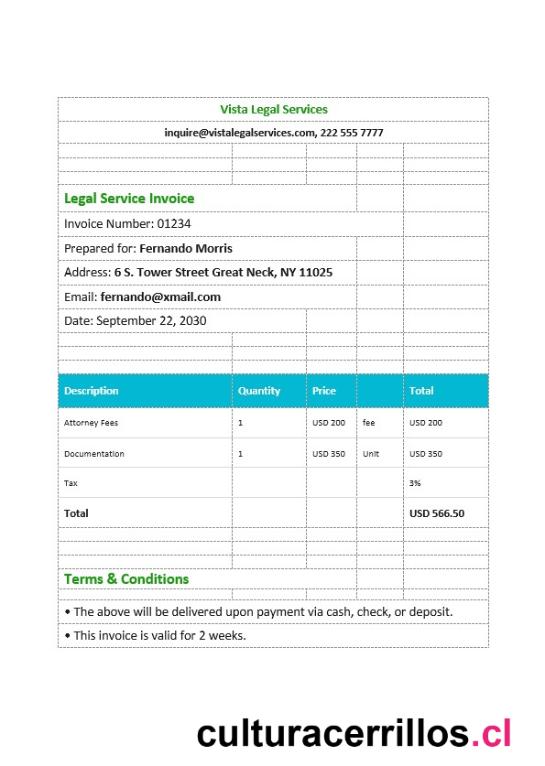 Vista Legal Services
inquire@vistalegalservices.com, 222 555 7777
Legal Service Invoice
Invoice Number: 01234
Prepared for: Fernando Morris
Address: 6 S. Tower Street Great Neck, NY 11025
Email: fernando@xmail.com
Date: September 22, 2030
Description Quantity Price Total
Attorney Fees 1 USD 200 fee USD 200
Documentation 1 USD 350 Unit USD 350
Tax 3%
Total USD 566.50
Terms & Conditions
• The above will be delivered upon payment via cash, check, or deposit.
• This invoice is valid for 2 weeks.
culturacerrillos.cl